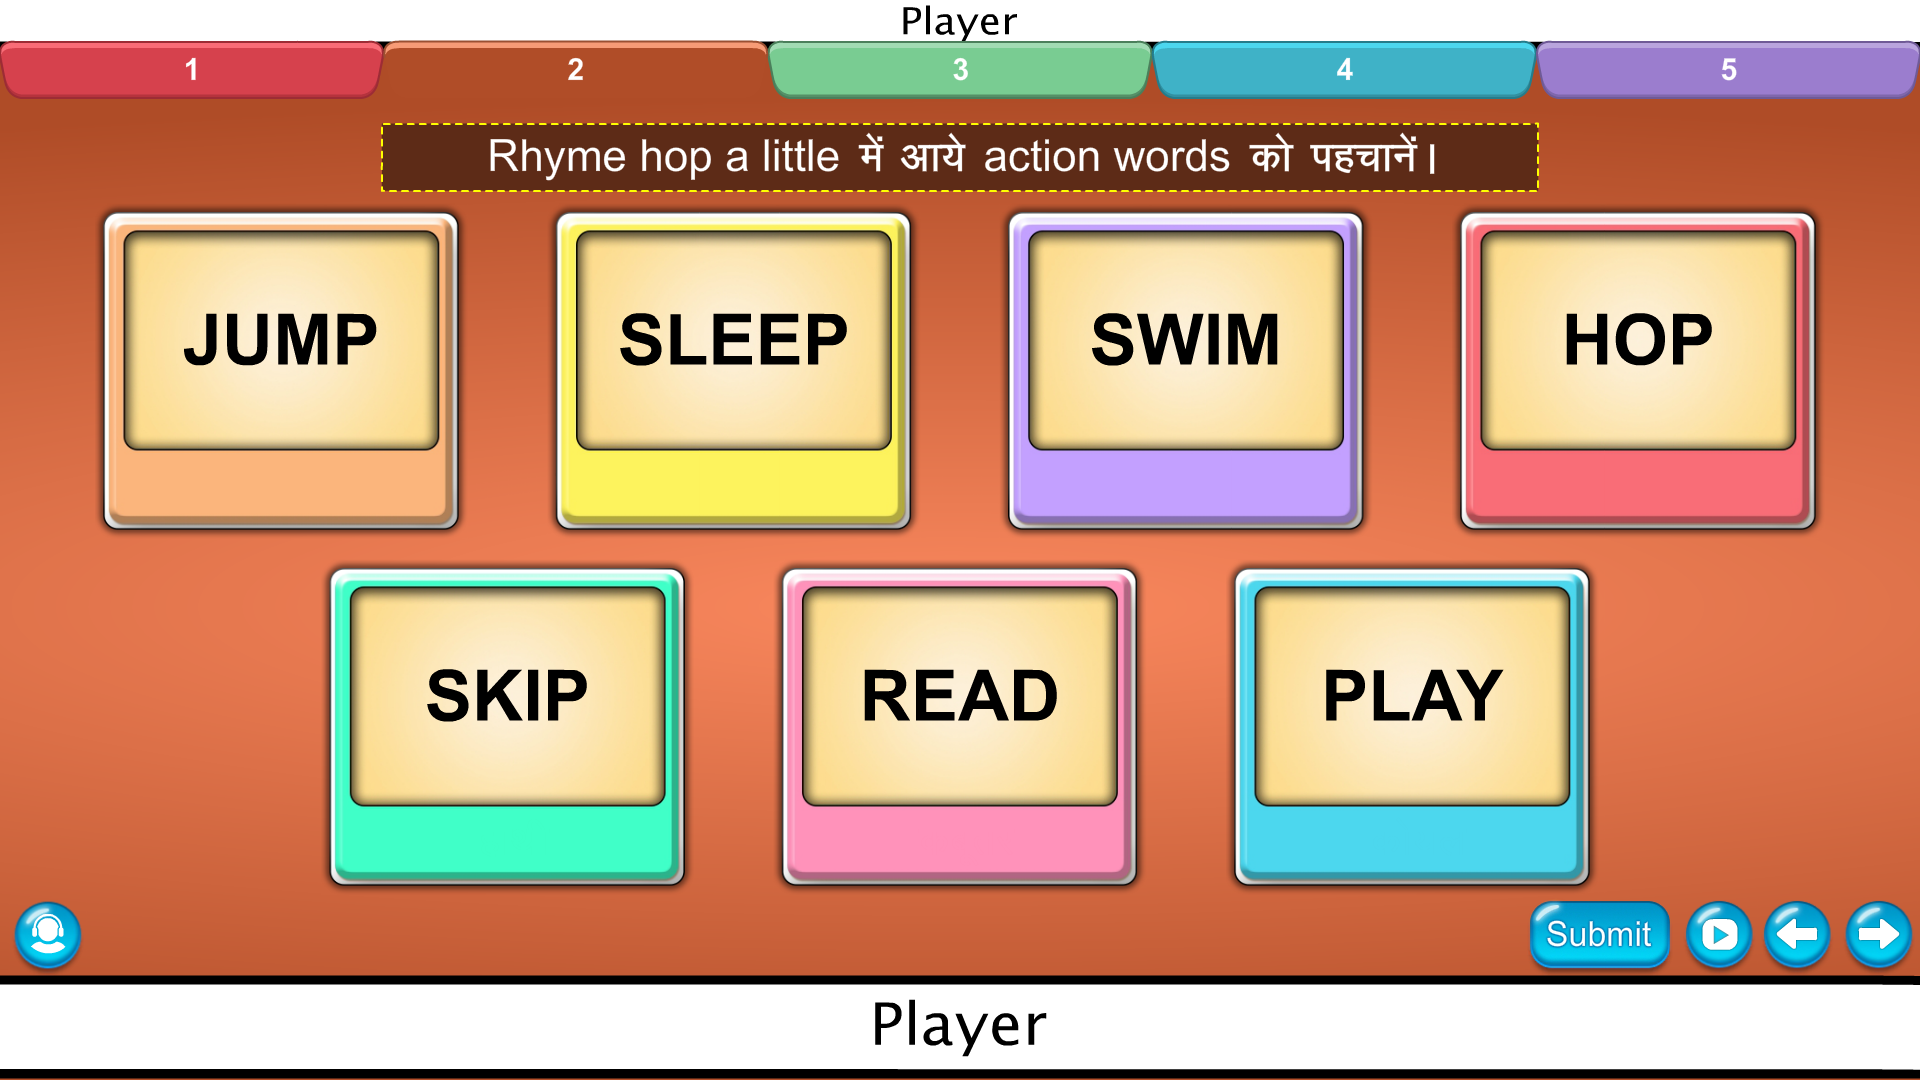 Player
1 2 3 4 5
Rhyme hop a little में आये action words को पहचानें।
JUMP SLEEP SWIM HOP
SKIP READ PLAY
Submit
Player